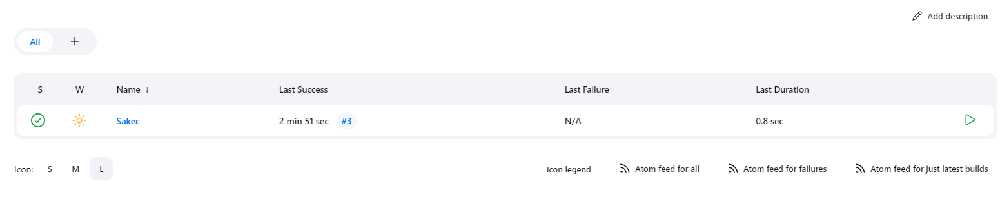 Add description
All +
S W Name ↓ Last Success Last Failure Last Duration
Sakec 2 min 51 sec #3 N/A 0.8 sec
Icon: S M L Icon legend Atom feed for all Atom feed for failures Atom feed for just latest builds